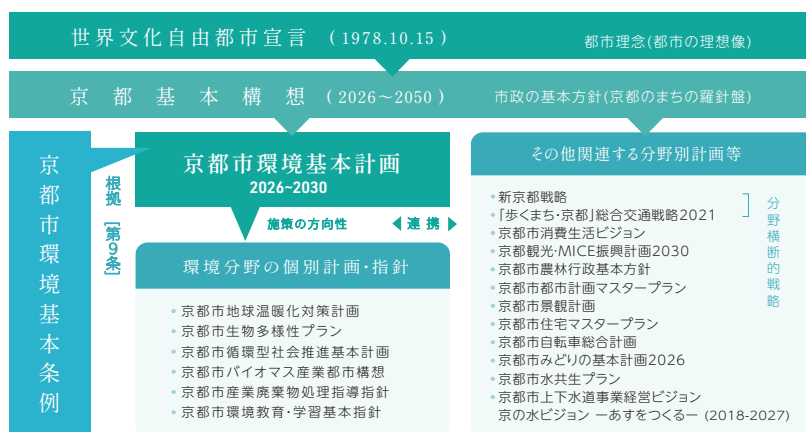 世界文化自由都市宣言 (1978.10.15) 都市理念(都市の理想像)
京都基本構想 (2026～2050) 市政の基本方針(京都のまちの羅針盤)
京都市環境基本条例
根拠 [第9条]
京都市環境基本計画
2026~2030
施策の方向性
連携
環境分野の個別計画・指針
・京都市地球温暖化対策計画
・京都市生物多様性プラン
・京都市循環型社会推進基本計画
・京都市バイオマス産業都市構想
・京都市産業廃棄物処理指導指針
・京都市環境教育・学習基本指針
その他関連する分野別計画等
・新京都戦略
・「歩くまち・京都」総合交通戦略2021
・京都市消費生活ビジョン
・京都観光・MICE振興計画2030
・京都市農林行政基本方針
・京都市都市計画マスタープラン
・京都市景観計画
・京都市住宅マスタープラン
・京都市自転車総合計画
・京都市みどりの基本計画2026
・京都市水共生プラン
・京都市上下水道事業経営ビジョン
京の水ビジョン ーあすをつくるー (2018-2027)
分野横断的戦略